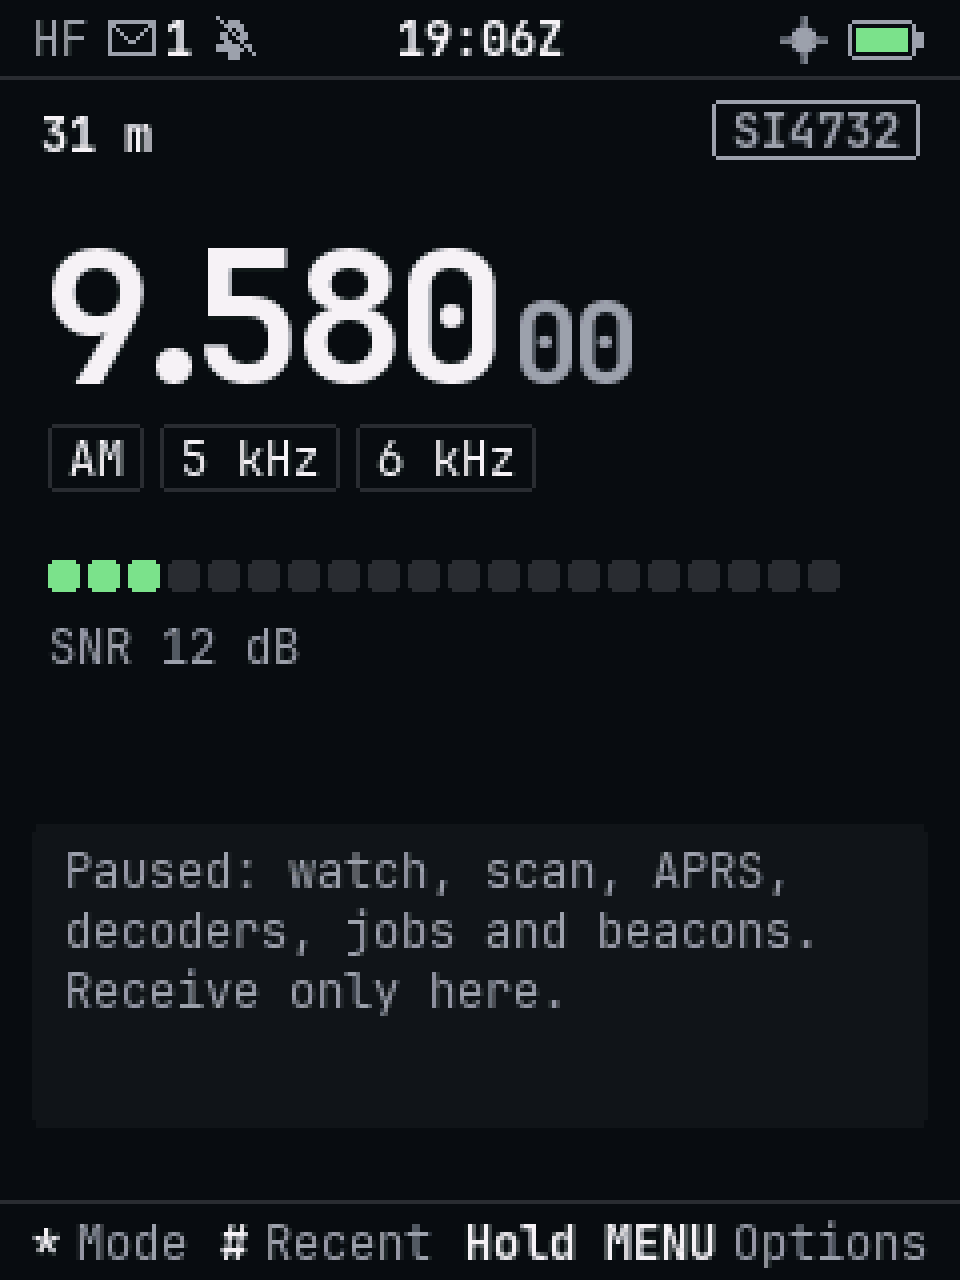 HF 1 19:06Z
31 m SI4732
9.58000
AM 5 kHz 6 kHz
SNR 12 dB
Paused: watch, scan, APRS,
decoders, jobs and beacons.
Receive only here.
* Mode # Recent Hold MENU Options